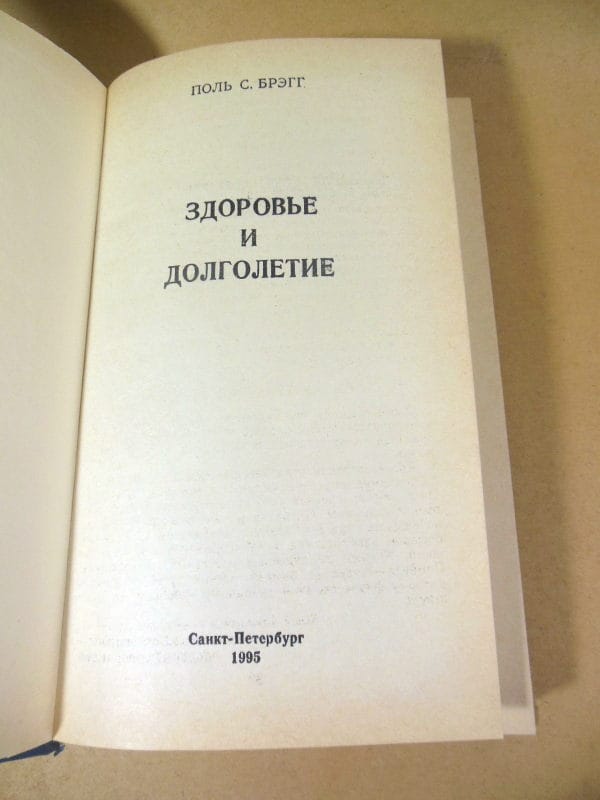 ПОЛЬ С. БРЭГГ
ЗДОРОВЬЕ
И
ДОЛГОЛЕТИЕ
Санкт-Петербург
1995